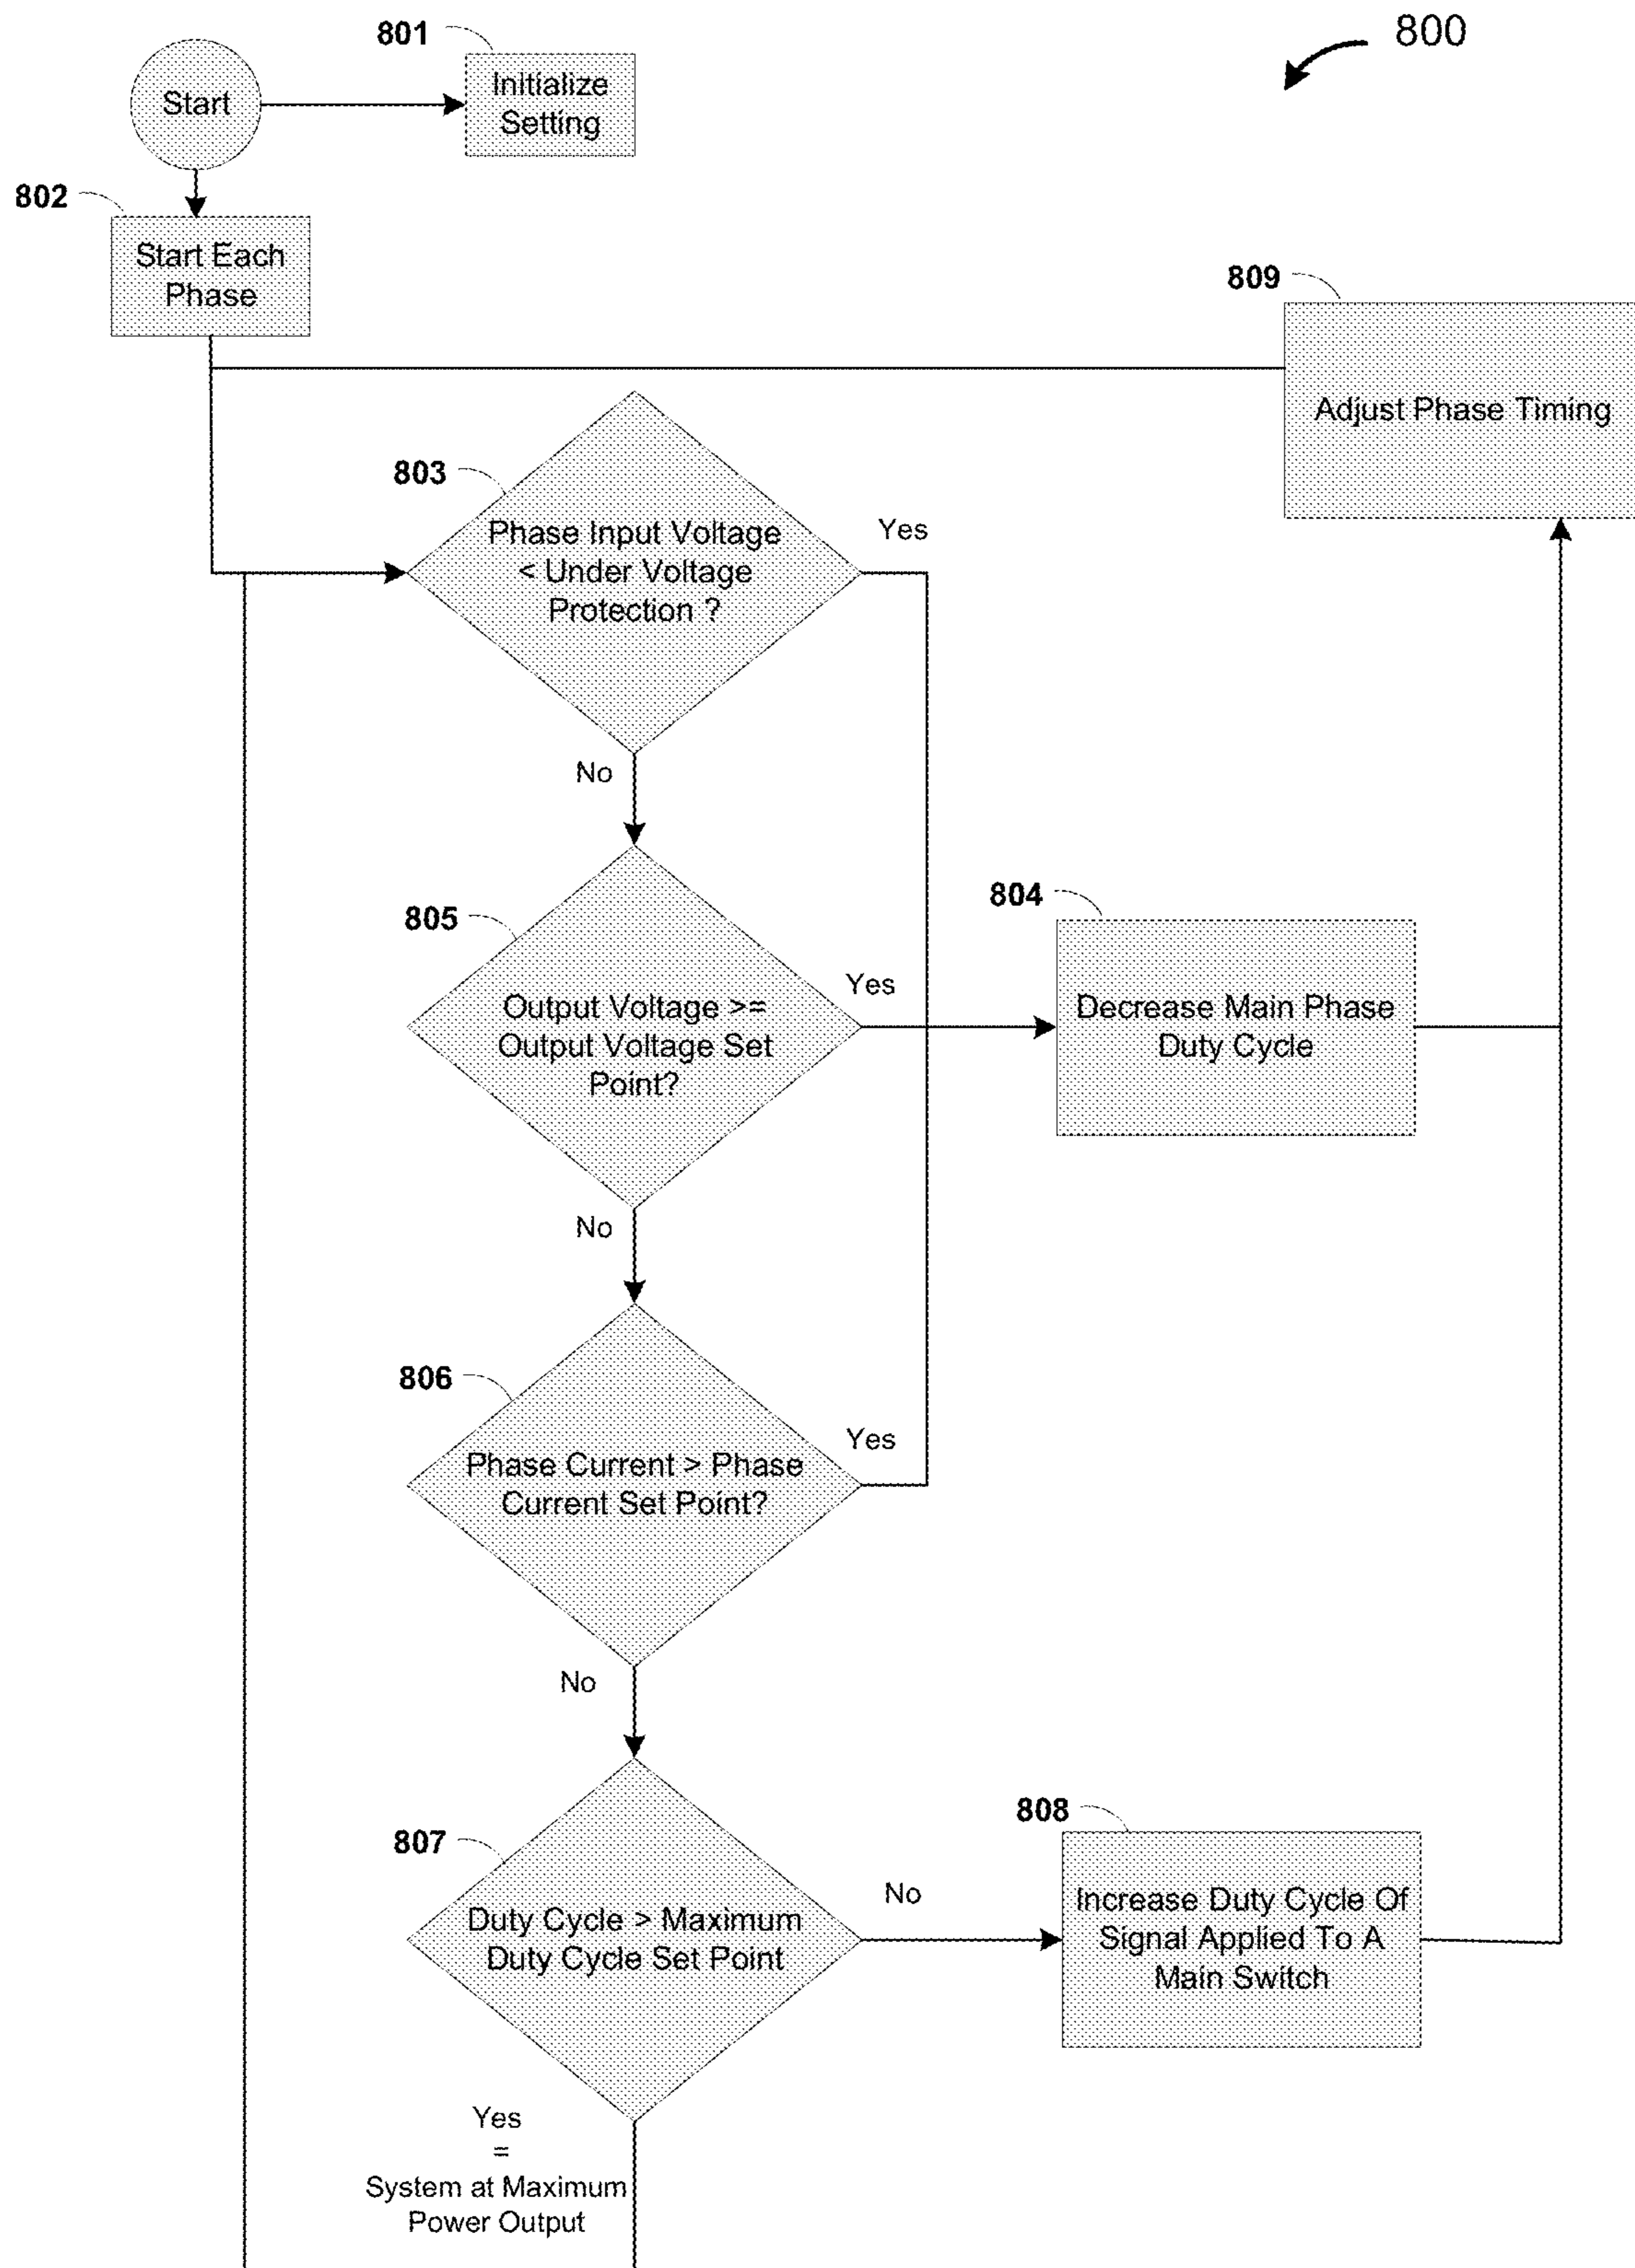 800
801
Start
Initialize
Setting
802
Start Each
Phase
809
Adjust Phase Timing
803
Phase Input Voltage
< Under Voltage
Protection ?
Yes
No
805
Output Voltage >=
Output Voltage Set
Point?
Yes
804
Decrease Main Phase
Duty Cycle
No
806
Phase Current > Phase
Current Set Point?
Yes
No
807
Duty Cycle > Maximum
Duty Cycle Set Point
No
808
Increase Duty Cycle Of
Signal Applied To A
Main Switch
Yes
=
System at Maximum
Power Output